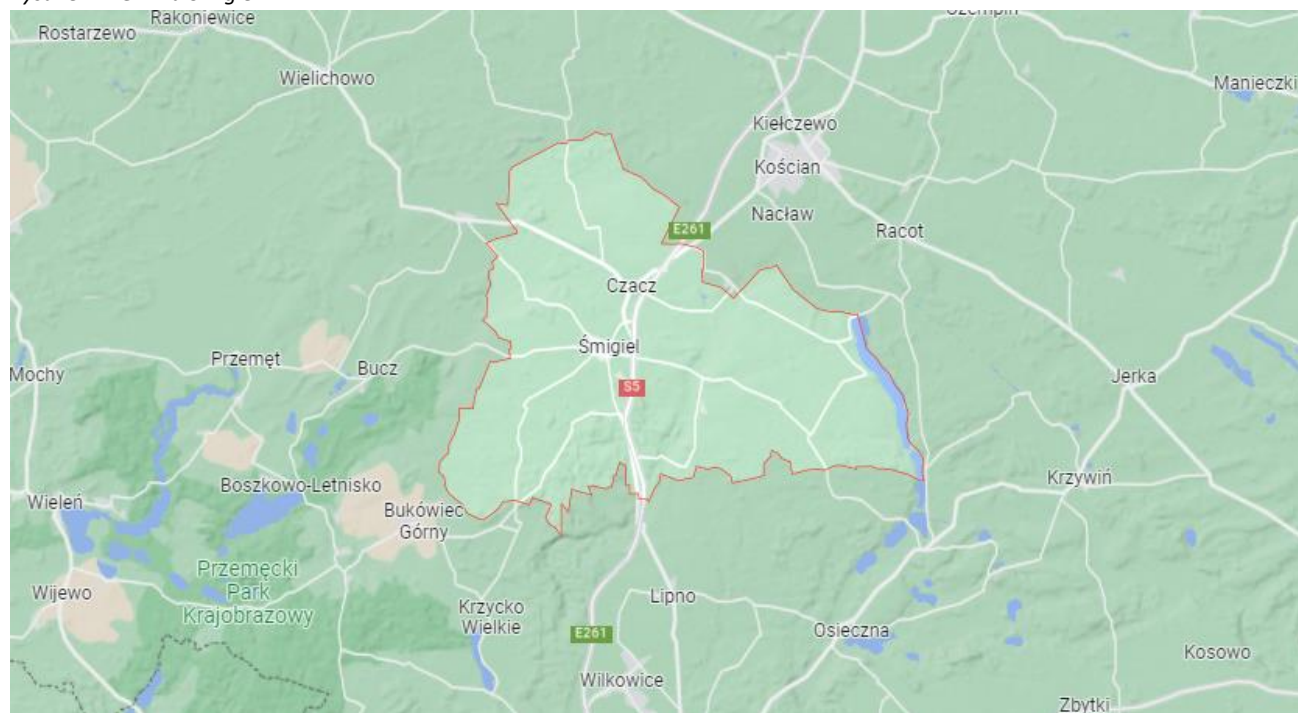 Rakoniewice
Czempiń
Rostarzewo
Wielichowo
Manieczki
Kiełczewo
Kościan
Nacław
E261
Racot
Czacz
Śmigiel
Przemęt
Bucz
Mochy
S5
Jerka
Boszkowo-Letnisko
Krzywiń
Wieleń
Bukówiec
Górny
Przemęcki
Park
Krajobrazowy
Wijewo
Lipno
Krzycko
Wielkie
E261
Osieczna
Kosowo
Wilkowice
Zbytki